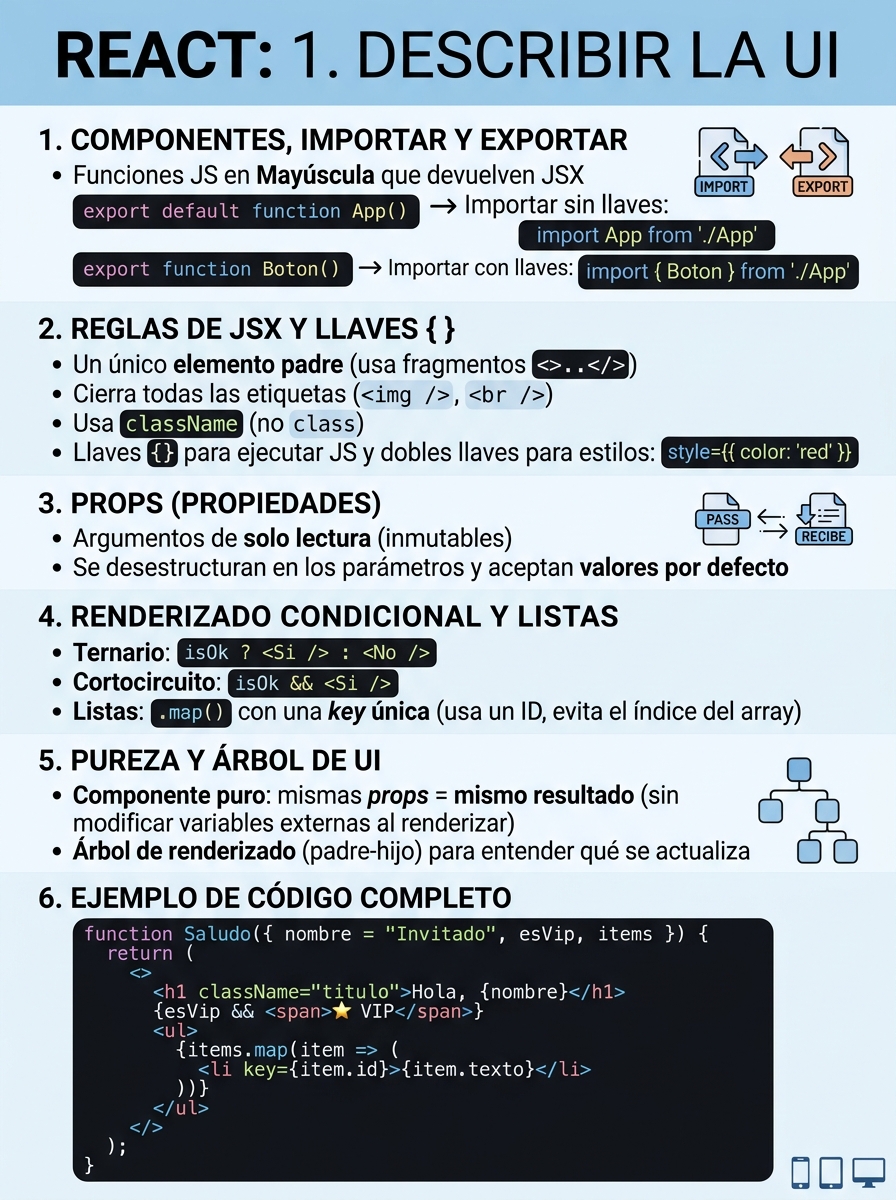 REACT: 1. DESCRIBIR LA UI
1. COMPONENTES, IMPORTAR Y EXPORTAR
IMPORT
EXPORT
• Funciones JS en Mayúscula que devuelven JSX
export default function App() → Importar sin llaves:
import App from './App'
export function Boton() → Importar con llaves: import { Boton } from './App'
2. REGLAS DE JSX Y LLAVES { }
• Un único elemento padre (usa fragmentos <>..</>)
• Cierra todas las etiquetas (<img />, <br />)
• Usa className (no class)
• Llaves {} para ejecutar JS y dobles llaves para estilos: style={{ color: 'red' }}
3. PROPS (PROPIEDADES)
PASS
RECIBE
• Argumentos de solo lectura (inmutables)
• Se desestructuran en los parámetros y aceptan valores por defecto
4. RENDERIZADO CONDICIONAL Y LISTAS
• Ternario: isOk ? <Si /> : <No />
• Cortocircuito: isOk && <Si />
• Listas: .map() con una key única (usa un ID, evita el índice del array)
5. PUREZA Y ÁRBOL DE UI
• Componente puro: mismas props = mismo resultado (sin
modificar variables externas al renderizar)
• Árbol de renderizado (padre-hijo) para entender qué se actualiza
6. EJEMPLO DE CÓDIGO COMPLETO
function Saludo({ nombre = "Invitado", esVip, items }) {
return (
<>
<h1 className="titulo">Hola, {nombre}</h1>
{esVip && <span>⭐ VIP</span>}
<ul>
{items.map(item => (
<li key={item.id}>{item.texto}</li>
))}
</ul>
</>
);
}